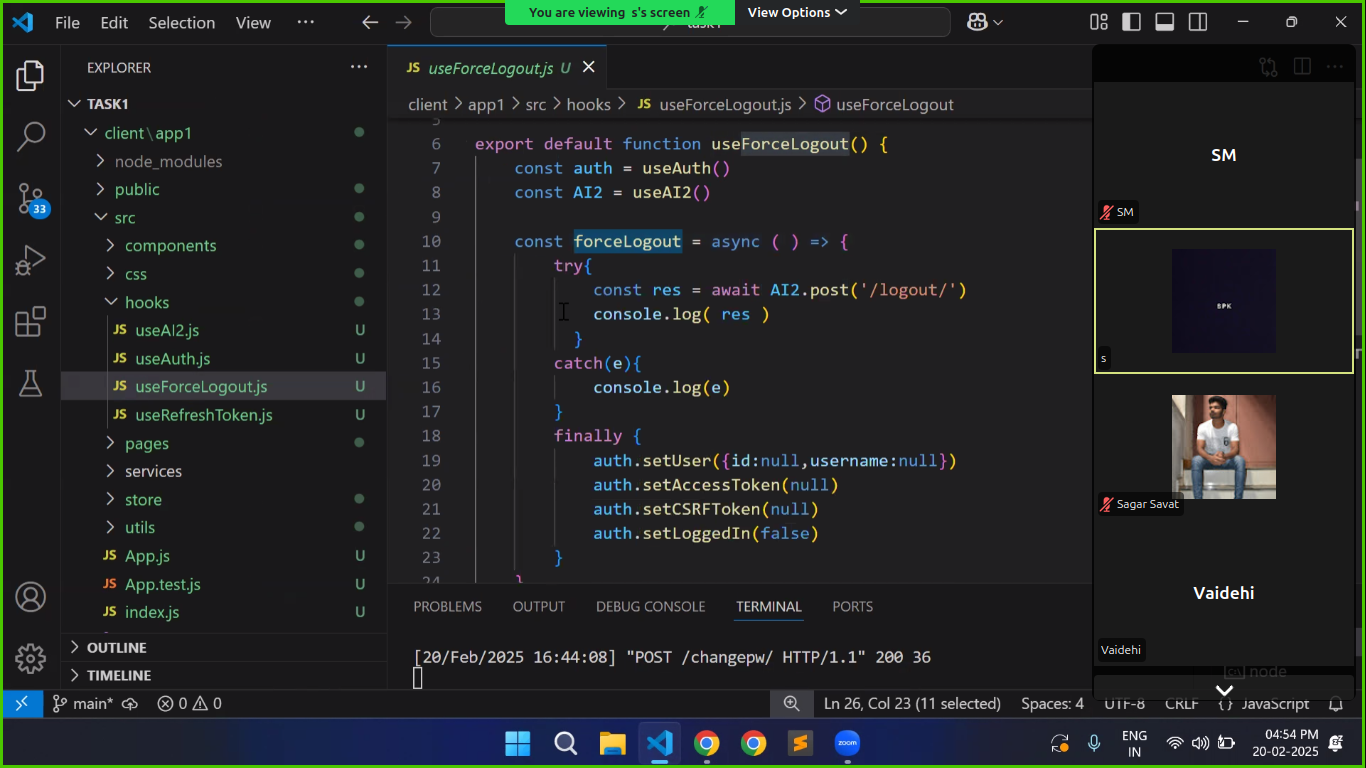 You are viewing s's screen
View Options
File Edit Selection View ···
EXPLORER
TASK1
client\app1
node_modules
public
src
components
css
hooks
JS useAI2.js U
JS useAuth.js U
JS useForceLogout.js U
JS useRefreshToken.js U
pages
services
store
utils
JS App.js U
JS App.test.js U
JS index.js U
OUTLINE
TIMELINE
33
JS useForceLogout.js U
client > app1 > src > hooks > JS useForceLogout.js > useForceLogout
6 export default function useForceLogout() {
7 const auth = useAuth()
8 const AI2 = useAI2()
9
10 const forceLogout = async ( ) => {
11 try{
12 const res = await AI2.post('/logout/')
13 console.log( res )
14 }
15 catch(e){
16 console.log(e)
17 }
18 finally {
19 auth.setUser({id:null,username:null})
20 auth.setAccessToken(null)
21 auth.setCSRFToken(null)
22 auth.setLoggedIn(false)
23 }
24 }
PROBLEMS OUTPUT DEBUG CONSOLE TERMINAL PORTS
[20/Feb/2025 16:44:08] "POST /changepw/ HTTP/1.1" 200 36
node
SM
SM
BPK
s
Sagar Savat
Vaidehi
Vaidehi
main* 0 0 Ln 26, Col 23 (11 selected) Spaces: 4 UTF-8 CRLF {} JavaScript
zoom
ENG
IN
04:54 PM
20-02-2025